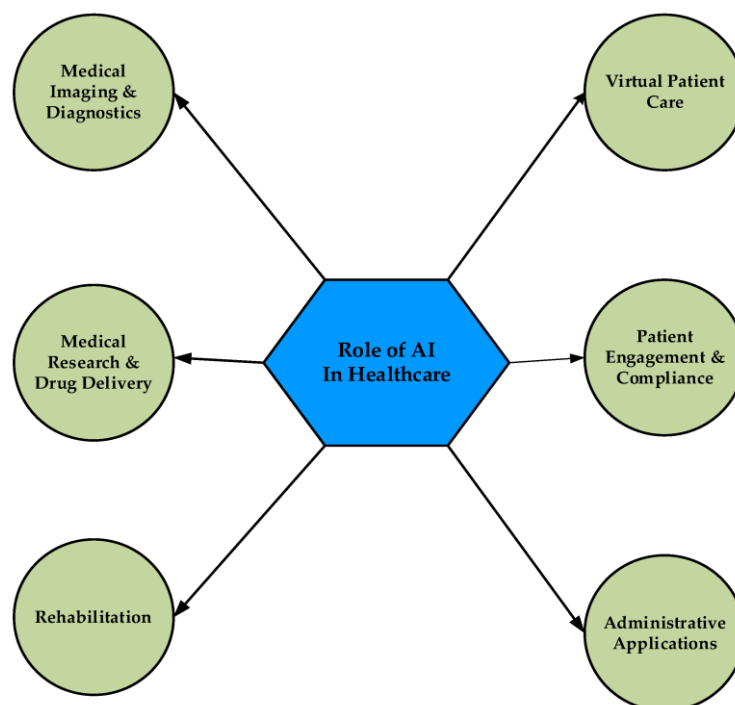 Medical
Imaging &
Diagnostics
Virtual Patient
Care
Medical
Research &
Drug Delivery
Role of AI
In Healthcare
Patient
Engagement &
Compliance
Rehabilitation
Administrative
Applications